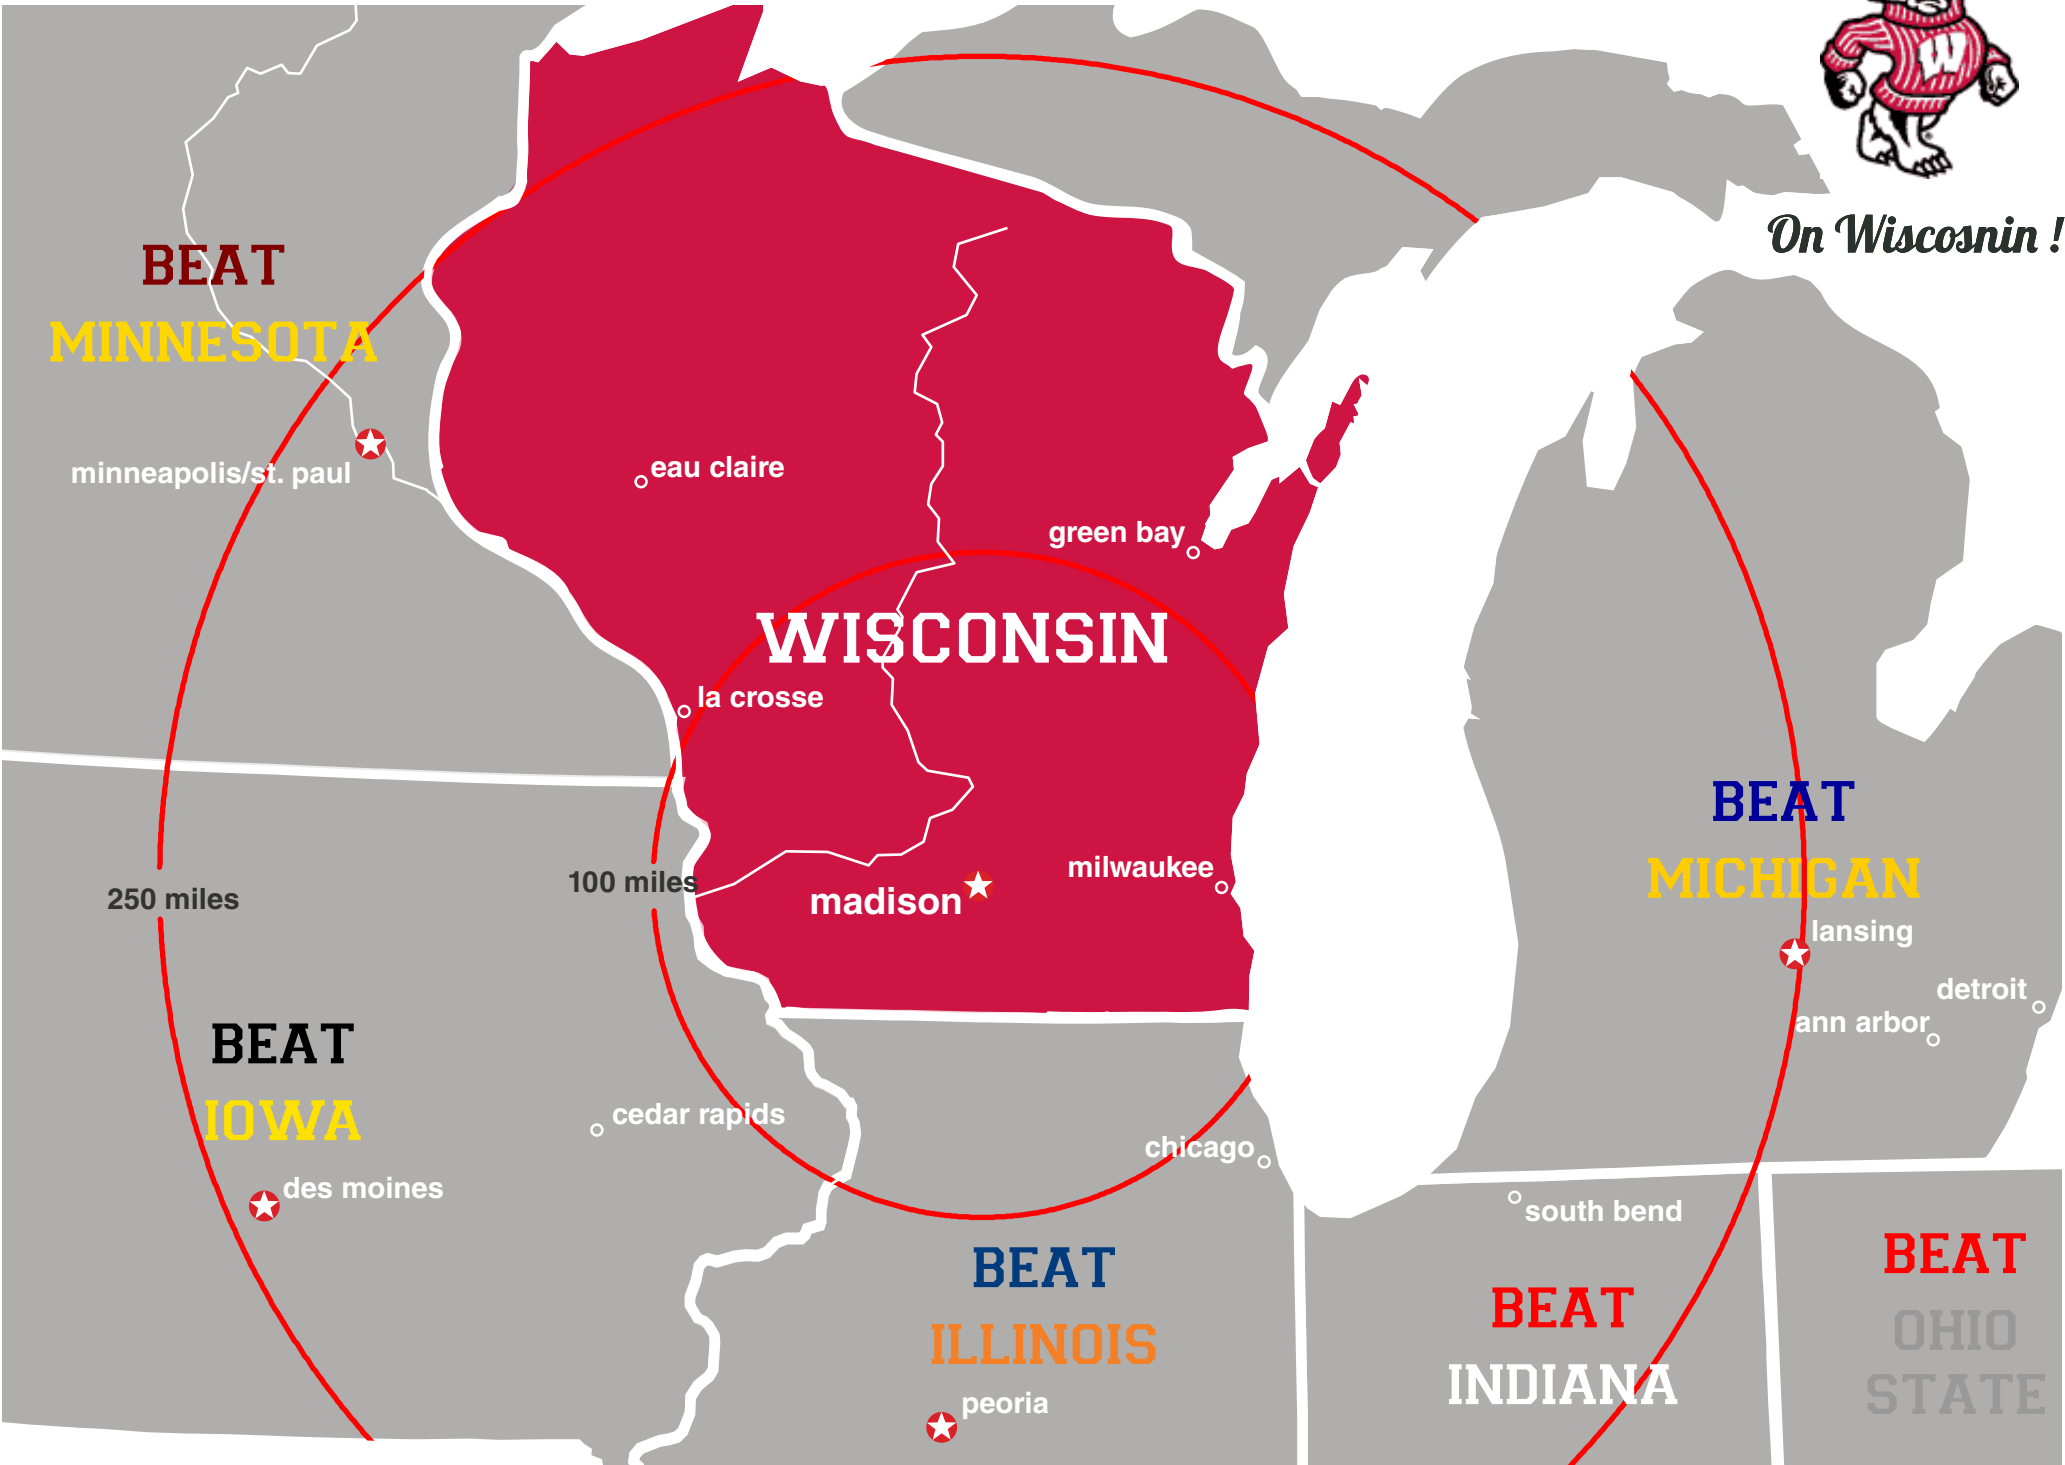 W
On Wiscosnin !
BEAT
MINNESOTA
minneapolis/st. paul
eau claire
green bay
WISCONSIN
la crosse
BEAT
MICHIGAN
milwaukee
100 miles
250 miles
madison
lansing
detroit
ann arbor
BEAT
IOWA
cedar rapids
chicago
des moines
south bend
BEAT
ILLINOIS
BEAT
INDIANA
BEAT
OHIO
STATE
peoria